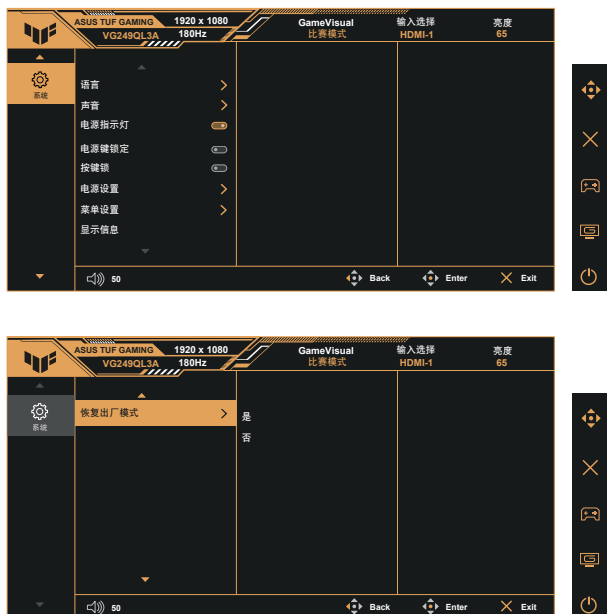 ASUS TUF GAMING 1920 x 1080 GameVisual 输入选择 亮度
VG249QL3A 180Hz 比赛模式 HDMI-1 65
系统
语言
声音
电源指示灯
电源键锁定
按键锁
电源设置
菜单设置
显示信息
50 Back Enter Exit
ASUS TUF GAMING 1920 x 1080 GameVisual 输入选择 亮度
VG249QL3A 180Hz 比赛模式 HDMI-1 65
系统
恢复出厂模式 是
否
50 Back Enter Exit